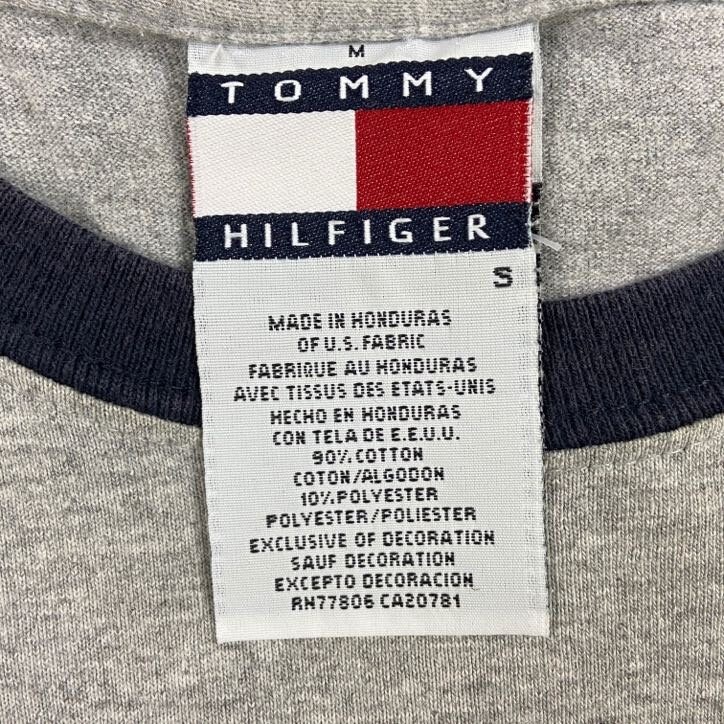 M
TOMMY
HILFIGER
S
MADE IN HONDURAS
OF U.S. FABRIC
FABRIQUE AU HONDURAS
AVEC TISSUS DES ETATS-UNIS
HECHO EN HONDURAS
CON TELA DE E.E.U.U.
90% COTTON
COTON/ALGODON
10% POLYESTER
POLYESTER/POLIESTER
EXCLUSIVE OF DECORATION
SAUF DECORATION
EXCEPTO DECORACION
RN77806 CA20781